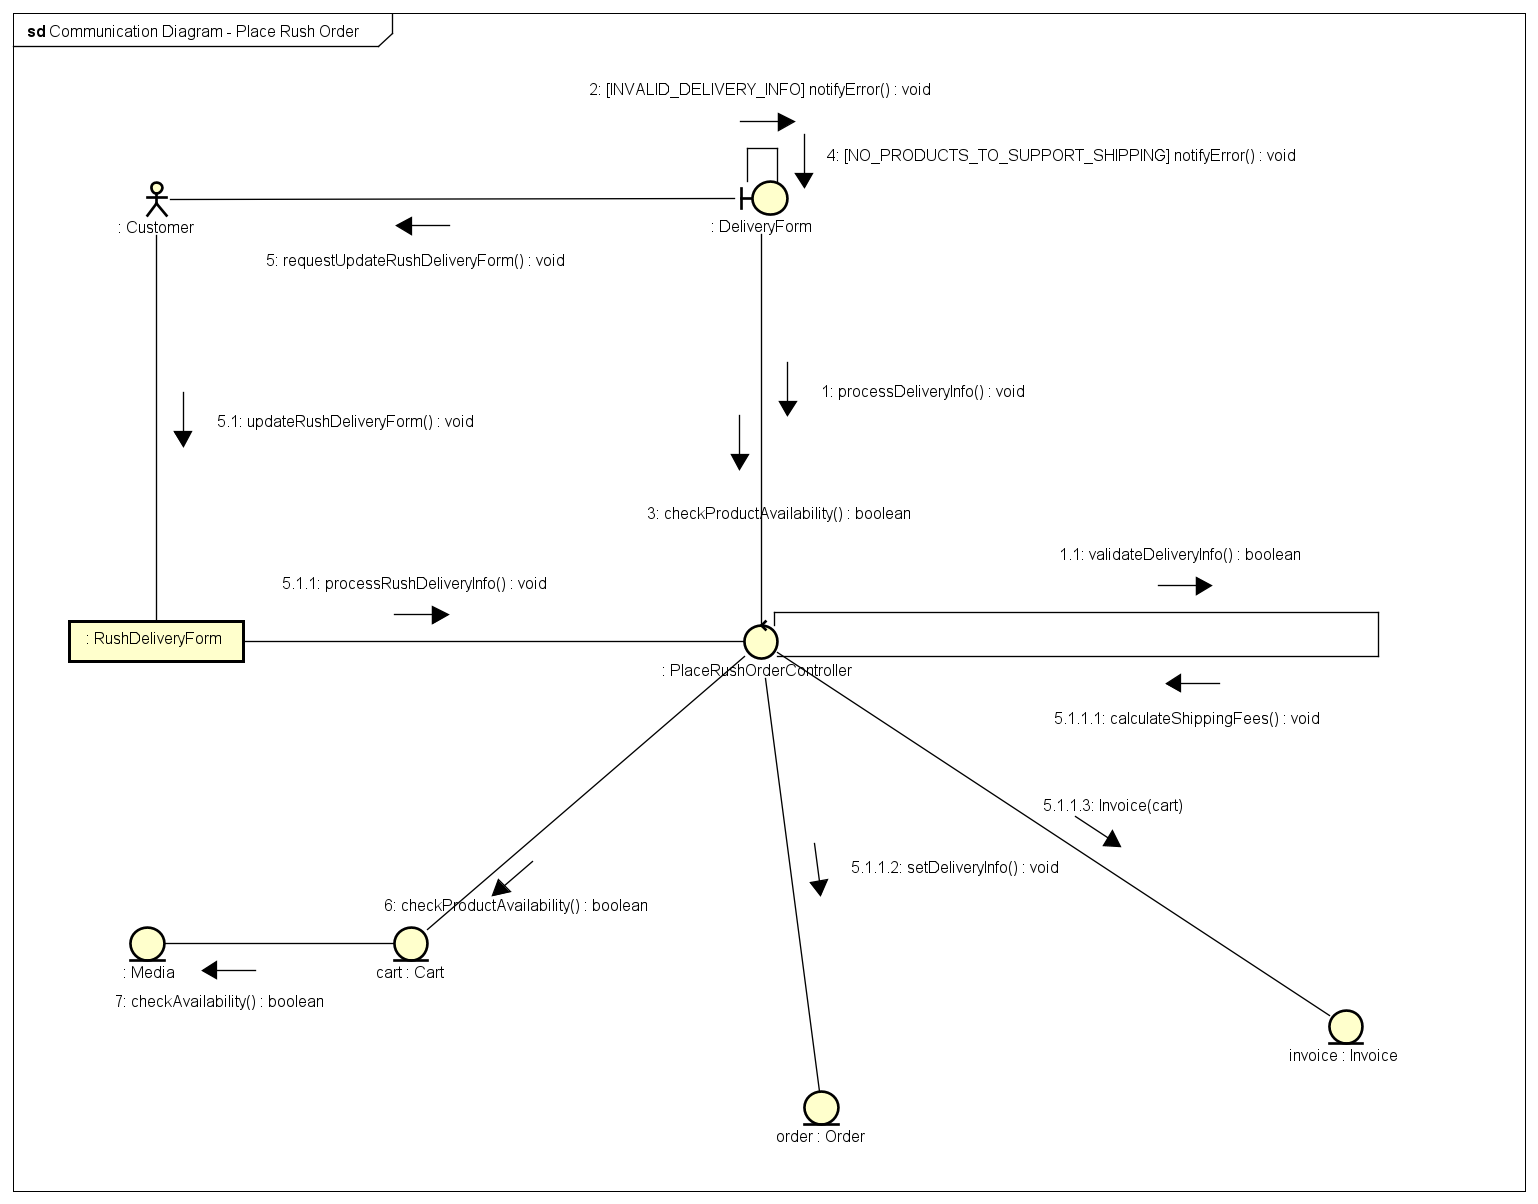 sd Communication Diagram - Place Rush Order
2: [INVALID_DELIVERY_INFO] notifyError() : void
4: [NO_PRODUCTS_TO_SUPPORT_SHIPPING] notifyError() : void
: Customer
: DeliveryForm
5: requestUpdateRushDeliveryForm() : void
1: processDeliveryInfo() : void
5.1: updateRushDeliveryForm() : void
3: checkProductAvailability() : boolean
1.1: validateDeliveryInfo() : boolean
5.1.1: processRushDeliveryInfo() : void
: RushDeliveryForm
: PlaceRushOrderController
5.1.1.1: calculateShippingFees() : void
5.1.1.3: Invoice(cart)
5.1.1.2: setDeliveryInfo() : void
6: checkProductAvailability() : boolean
: Media
cart : Cart
7: checkAvailability() : boolean
invoice : Invoice
order : Order